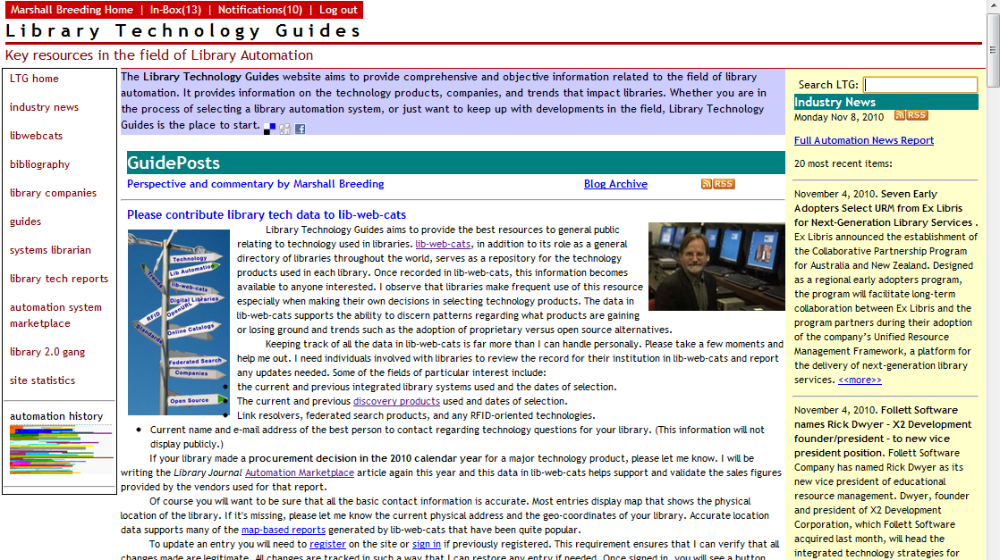 Marshall Breeding Home | In-Box(13) | Notifications(10) | Log out
Library Technology Guides
Key resources in the field of Library Automation
LTG home
industry news
libwebcats
bibliography
library companies
guides
systems librarian
library tech reports
automation system
marketplace
library 2.0 gang
site statistics
automation history
The Library Technology Guides website aims to provide comprehensive and objective information related to the field of library
automation. It provides information on the technology products, companies, and trends that impact libraries. Whether you are in
the process of selecting a library automation system, or just want to keep up with developments in the field, Library Technology
Guides is the place to start.
GuidePosts
Perspective and commentary by Marshall Breeding
Blog Archive
RSS
Please contribute library tech data to lib-web-cats
Technology
Lib Automation
Trends
lib-web-cats
Digital Libraries
OpenURL
RFID
Standards
Online Catalogs
Federated Search
Companies
Open Source
Library Technology Guides aims to provide the best resources to general public
relating to technology used in libraries. lib-web-cats, in addition to its role as a general
directory of libraries throughout the world, serves as a repository for the technology
products used in each library. Once recorded in lib-web-cats, this information becomes
available to anyone interested. I observe that libraries make frequent use of this resource
especially when making their own decisions in selecting technology products. The data in
lib-web-cats supports the ability to discern patterns regarding what products are gaining
or losing ground and trends such as the adoption of proprietary versus open source alternatives.
Keeping track of all the data in lib-web-cats is far more than I can handle personally. Please take a few moments and
help me out. I need individuals involved with libraries to review the record for their institution in lib-web-cats and report
any updates needed. Some of the fields of particular interest include:
the current and previous integrated library systems used and the dates of selection.
The current and previous discovery products used and dates of selection.
Link resolvers, federated search products, and any RFID-oriented technologies.
• Current name and e-mail address of the best person to contact regarding technology questions for your library. (This information will not
display publicly.)
If your library made a procurement decision in the 2010 calendar year for a major technology product, please let me know. I will be
writing the Library Journal Automation Marketplace article again this year and this data in lib-web-cats helps support and validate the sales figures
provided by the vendors used for that report.
Of course you will want to be sure that all the basic contact information is accurate. Most entries display map that shows the physical
location of the library. If it's missing, please let me know the current physical address and the geo-coordinates of your library. Accurate location
data supports many of the map-based reports generated by lib-web-cats that have been quite popular.
To update an entry you will need to register on the site or sign in if previously registered. This requirement ensures that I can verify that all
changes made are legitimate. All changes are tracked in such a way that I can restore any entry if needed. Once signed in, you will see a button
Search LTG:
Industry News
Monday Nov 8, 2010 RSS
Full Automation News Report
20 most recent items:
November 4, 2010. Seven Early
Adopters Select URM from Ex Libris
for Next-Generation Library Services .
Ex Libris announced the establishment of
the Collaborative Partnership Program
for Australia and New Zealand. Designed
as a regional early adopters program,
the program will facilitate long-term
collaboration between Ex Libris and the
program partners during their adoption
of the company's Unified Resource
Management Framework, a platform for
the delivery of next-generation library
services. <<more>>
November 4, 2010. Follett Software
names Rick Dwyer - X2 Development
founder/president - to new vice
president position. Follett Software
Company has named Rick Dwyer as its
new vice president of educational
resource management. Dwyer, founder
and president of X2 Development
Corporation, which Follett Software
acquired last month, will head the
integrated technology strategies for